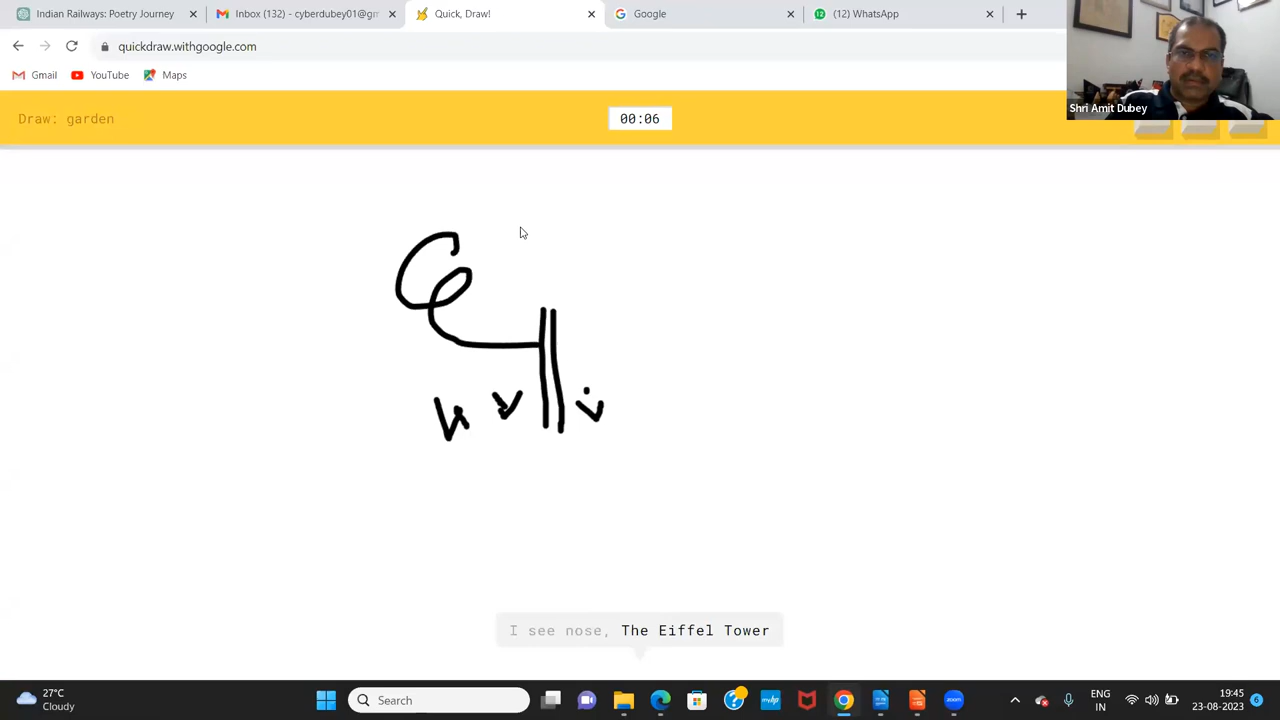 Indian Railways: Poetry Journey
Inbox (132) - cyberdubey01@gm
Quick, Draw!
Google
(12) WhatsApp
quickdraw.withgoogle.com
Gmail
YouTube
Maps
Shri Amit Dubey
Draw: garden
00:06
I see nose, The Eiffel Tower
27°C
Cloudy
Search
zoom
ENG
IN
19:45
23-08-2023
6